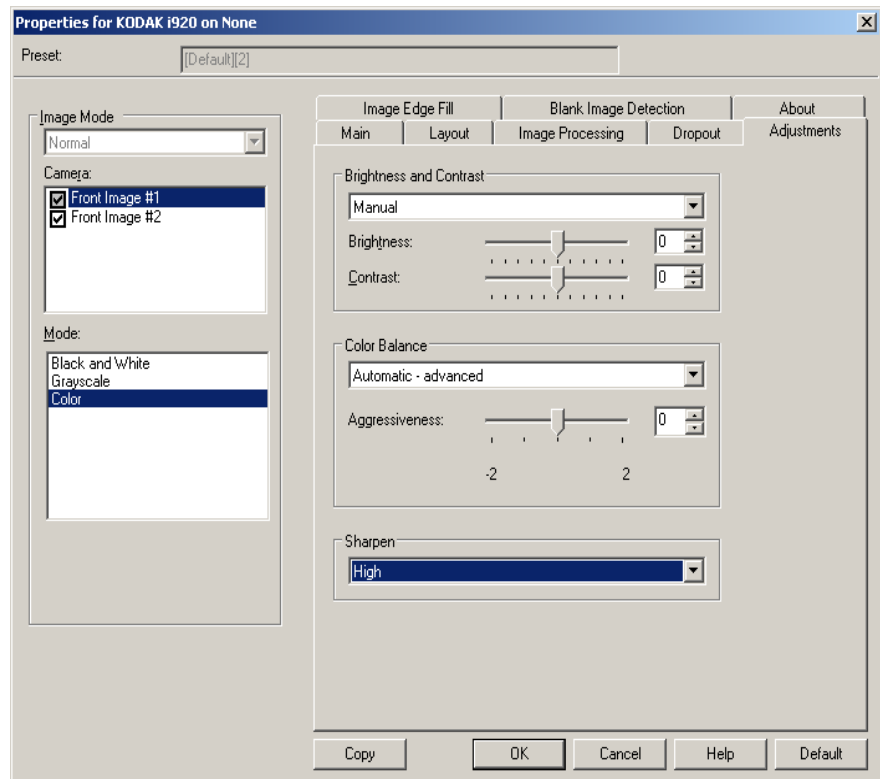 Properties for KODAK i920 on None
Preset:
[Default][2]
Image Mode
Normal
Camera:
Front Image #1
Front Image #2
Mode:
Black and White
Grayscale
Color
Image Edge Fill
Blank Image Detection
About
Main
Layout
Image Processing
Dropout
Adjustments
Brightness and Contrast
Manual
Brightness:
0
Contrast:
0
Color Balance
Automatic - advanced
Aggressiveness:
0
-2
2
Sharpen
High
Copy
OK
Cancel
Help
Default